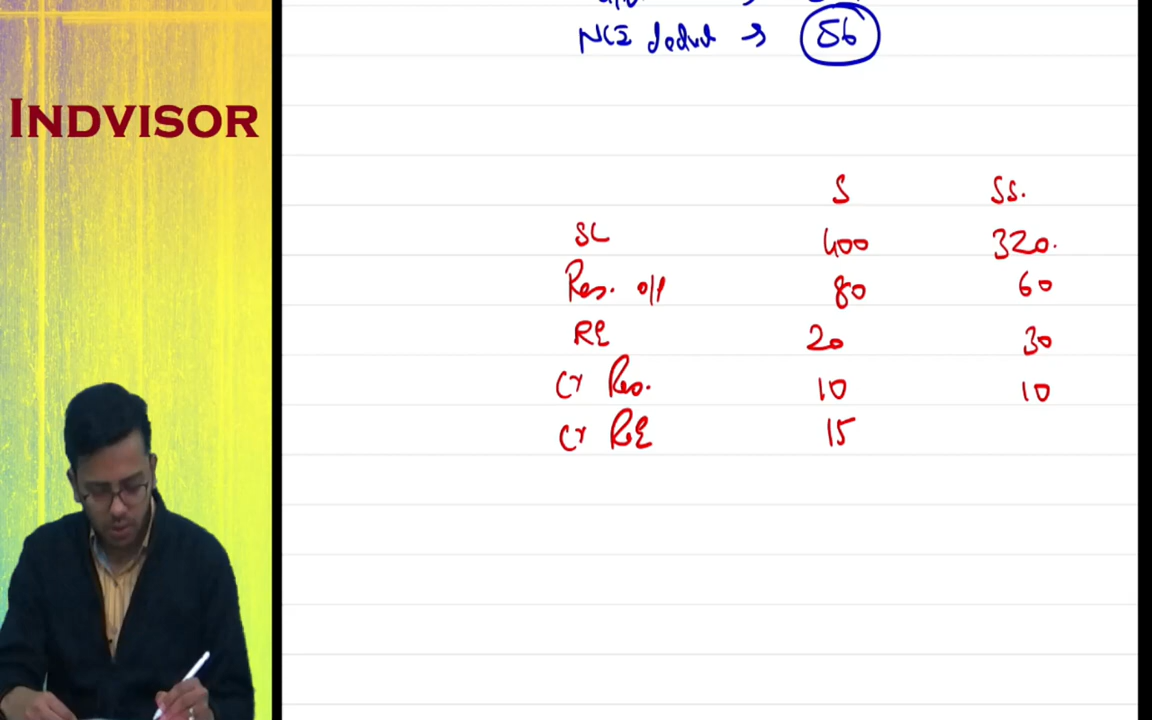 NCI deduct → 56
INDVISOR
S SS.
SC 400 320.
Res. o/p 80 60
RE 20 30
Cr Res. 10 10
Cr RE 15